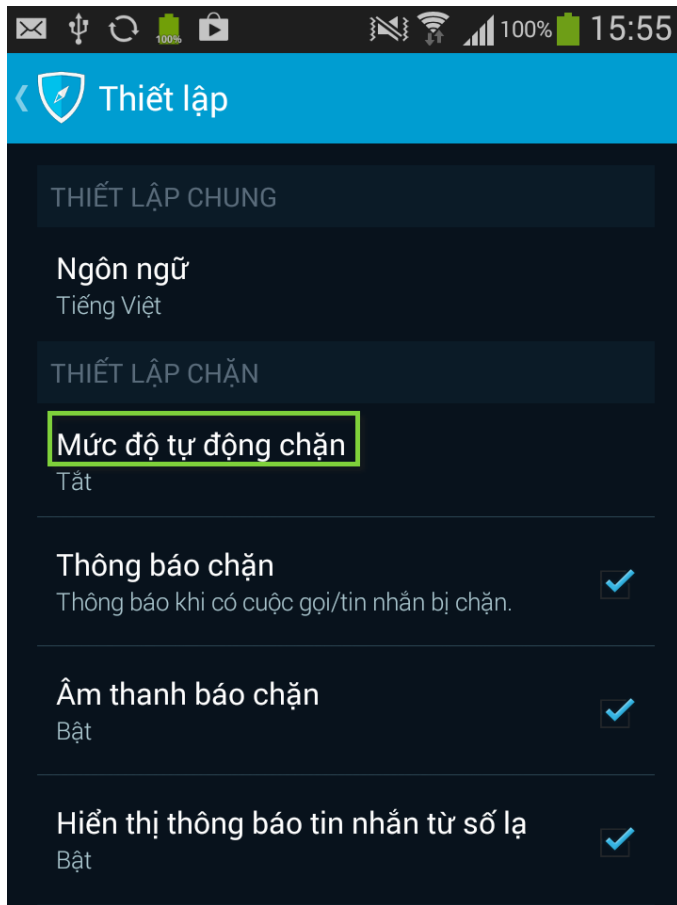 100%
100%
15:55
Thiết lập
THIẾT LẬP CHUNG
Ngôn ngữ
Tiếng Việt
THIẾT LẬP CHẶN
Mức độ tự động chặn
Tắt
Thông báo chặn
Thông báo khi có cuộc gọi/tin nhắn bị chặn.
Âm thanh báo chặn
Bật
Hiển thị thông báo tin nhắn từ số lạ
Bật